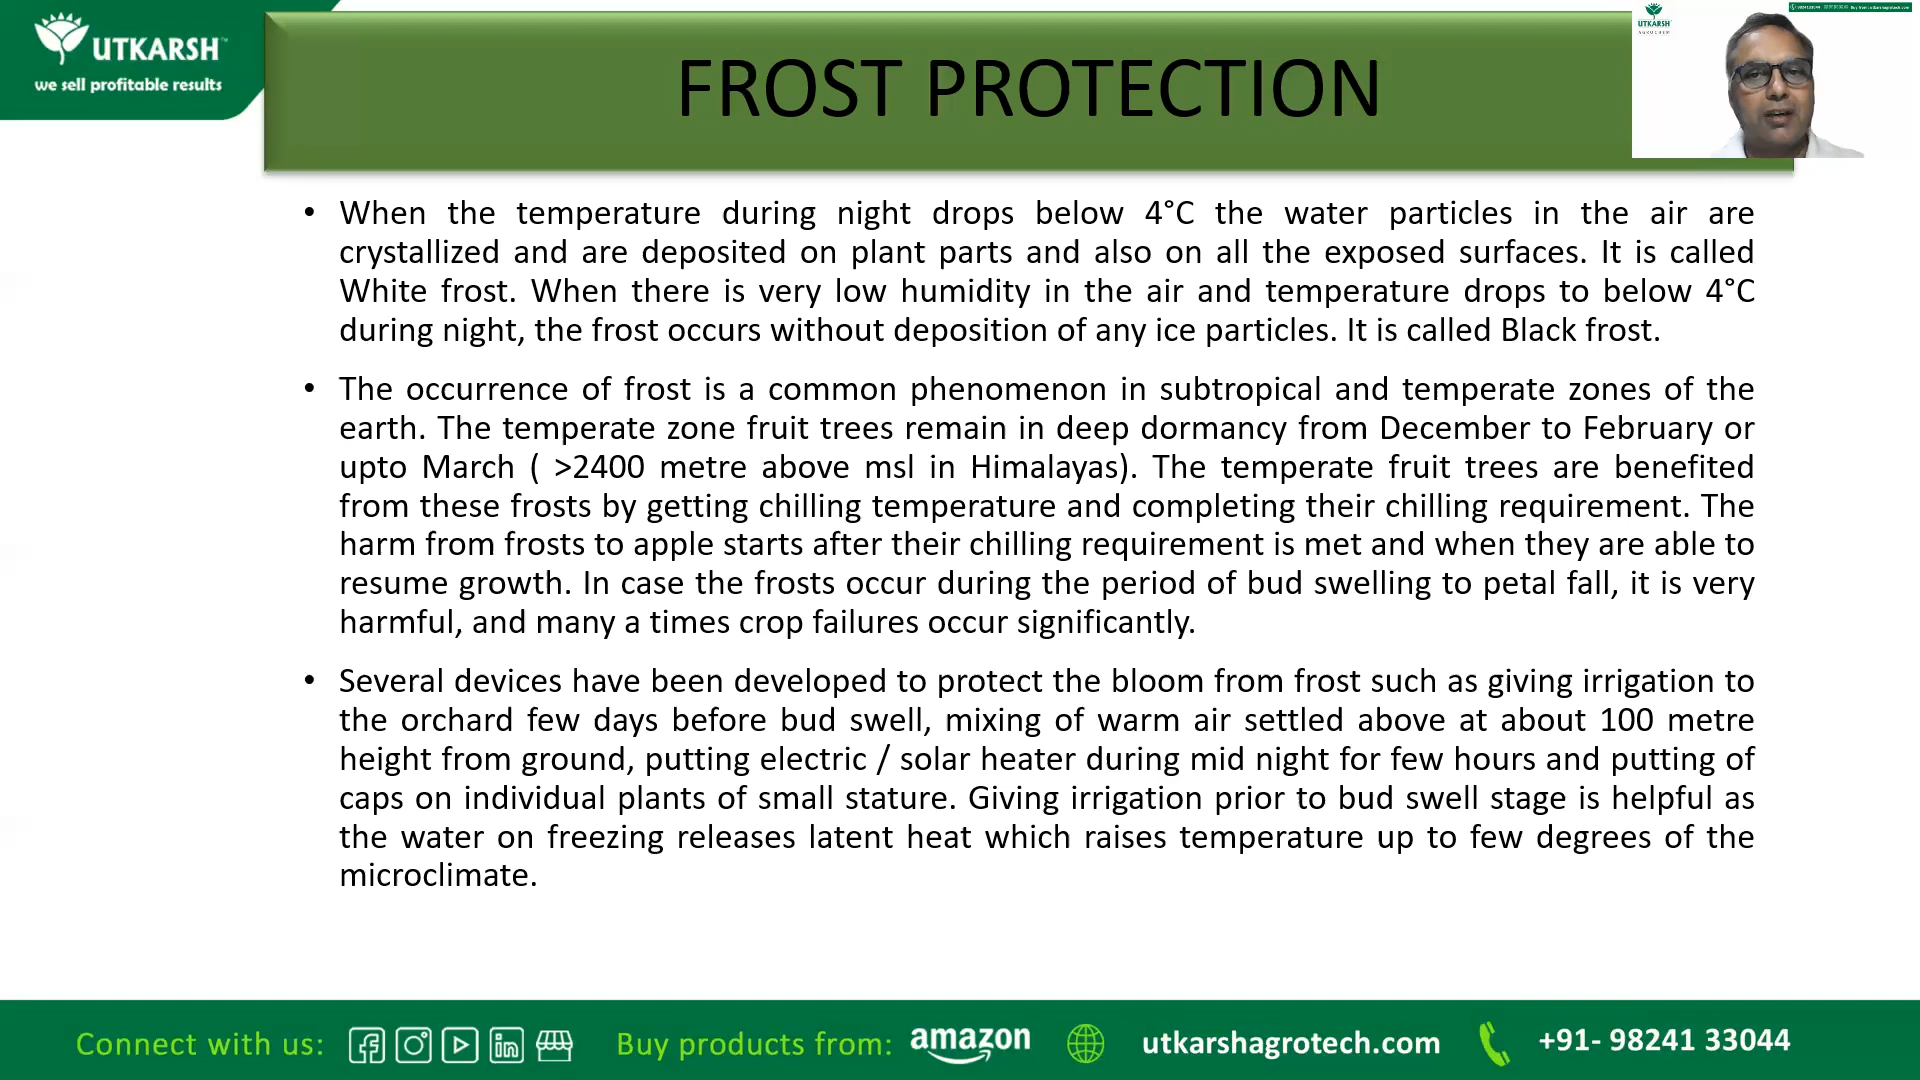 UTKARSH
we sell profitable results
FROST PROTECTION
UTKARSH
AGROCHEM
• When the temperature during night drops below 4°C the water particles in the air are
crystallized and are deposited on plant parts and also on all the exposed surfaces. It is called
White frost. When there is very low humidity in the air and temperature drops to below 4°C
during night, the frost occurs without deposition of any ice particles. It is called Black frost.
• The occurrence of frost is a common phenomenon in subtropical and temperate zones of the
earth. The temperate zone fruit trees remain in deep dormancy from December to February or
upto March ( >2400 metre above msl in Himalayas). The temperate fruit trees are benefited
from these frosts by getting chilling temperature and completing their chilling requirement. The
harm from frosts to apple starts after their chilling requirement is met and when they are able to
resume growth. In case the frosts occur during the period of bud swelling to petal fall, it is very
harmful, and many a times crop failures occur significantly.
• Several devices have been developed to protect the bloom from frost such as giving irrigation to
the orchard few days before bud swell, mixing of warm air settled above at about 100 metre
height from ground, putting electric / solar heater during mid night for few hours and putting of
caps on individual plants of small stature. Giving irrigation prior to bud swell stage is helpful as
the water on freezing releases latent heat which raises temperature up to few degrees of the
microclimate.
Connect with us: Buy products from: amazon utkarshagrotech.com +91- 98241 33044